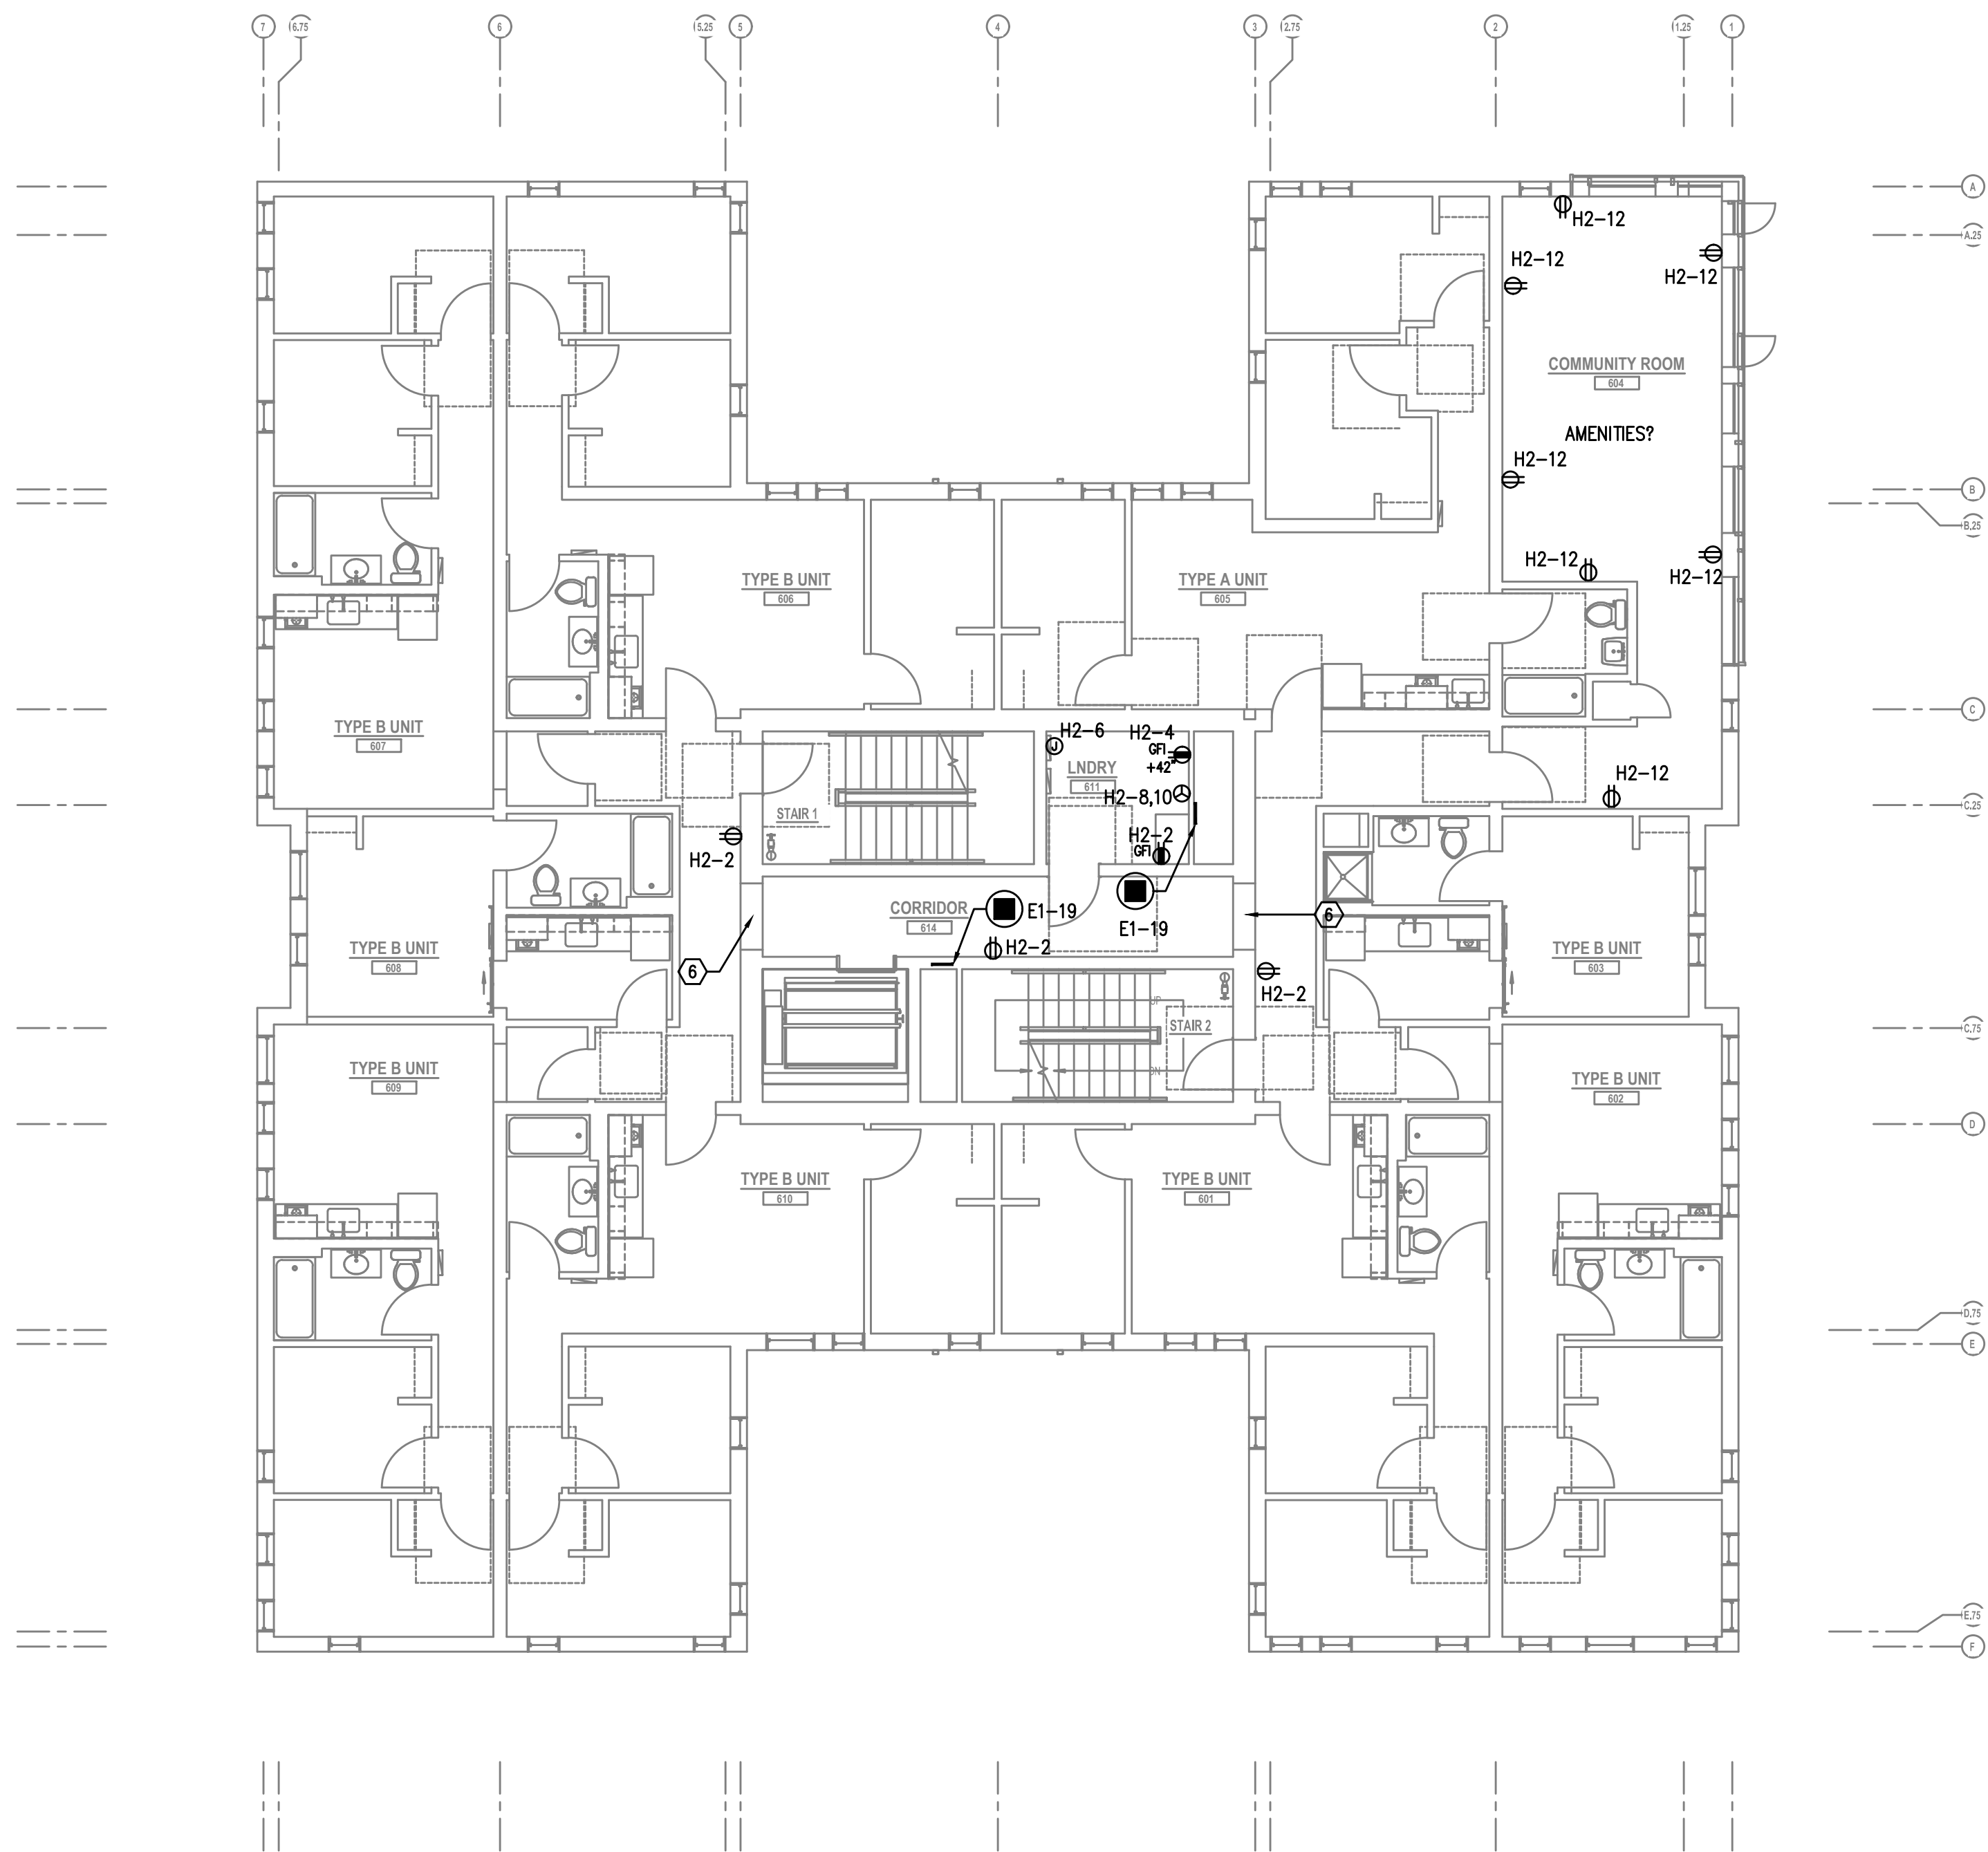 7
6.75
6
5.25
5
4
3
2.75
2
1.25
1
A
A.25
H2-12
H2-12
H2-12
COMMUNITY ROOM
604
AMENITIES?
H2-12
B
B.25
H2-12
H2-12
TYPE B UNIT
606
TYPE A UNIT
605
TYPE B UNIT
607
C
H2-6
H2-4
GFI
+42"
J
LNDRY
611
H2-8,10
H2-12
C.25
STAIR 1
H2-2
GFI
H2-2
CORRIDOR
614
E1-19
E1-19
6
H2-2
TYPE B UNIT
608
6
TYPE B UNIT
603
H2-2
UP
STAIR 2
DN
C.75
TYPE B UNIT
609
TYPE B UNIT
602
D
TYPE B UNIT
610
TYPE B UNIT
601
D.75
E
E.75
F